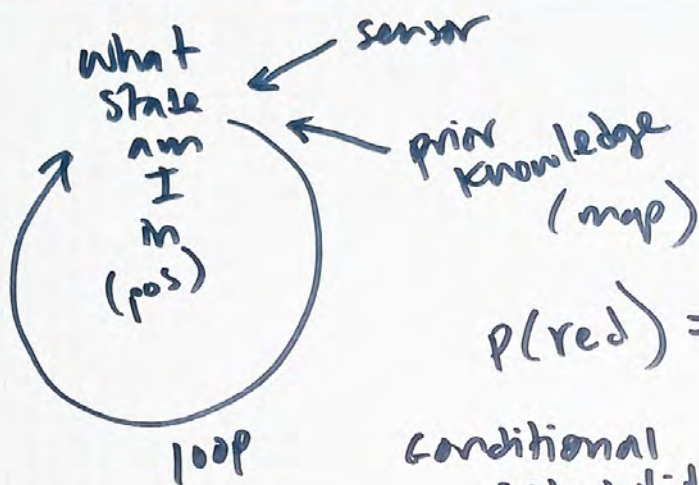 what
state
am
I
in
(pos)
sensor
prior
knowledge
(map)
loop
p(red) =
conditional